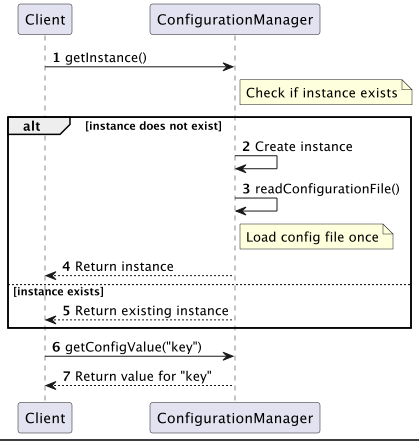 Client ConfigurationManager
1 getInstance()
Check if instance exists
alt [instance does not exist]
2 Create instance
3 readConfigurationFile()
Load config file once
4 Return instance
[instance exists]
5 Return existing instance
6 getConfigValue("key")
7 Return value for "key"
Client ConfigurationManager